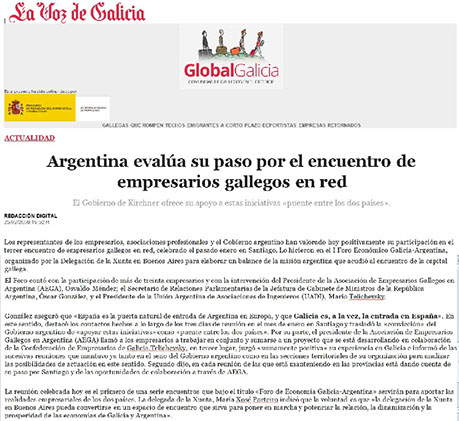 La Voz de Galicia
GlobalGalicia
GALLEGAS QUE ROMPEN TECHOS EMIGRANTES A CORTO PLAZO DEPORTISTAS EMPRESAS RETORNADOS
ACTUALIDAD
Argentina evalúa su paso por el encuentro de
empresarios gallegos en red
El Gobierno de Kirchner ofrece su apoyo a estas iniciativas «puente entre los dos países».
REDACCIÓN DIGITAL
Los representantes de los empresarios, asociaciones profesionales y el Gobierno argentino han valorado hoy positivamente su participación en el
tercer encuentro de empresarios gallegos en red, celebrado el pasado enero en Santiago. Lo hicieron en el I Foro Económico Galicia-Argentina,
organizado por la Delegación de la Xunta en Buenos Aires para elaborar un balance de la misión argentina que acudió al encuentro de la capital
gallega.
El Foro contó con la participación de más de treinta empresarios y con la intervención del Presidente de la Asociación de Empresarios Gallegos en
Argentina (AEGA), Osvaldo Méndez; el Secretario de Relaciones Parlamentarias de la Jefatura de Gabinete de Ministros de la República
Argentina, Óscar González, y el Presidente de la Unión Argentina de Asociaciones de Ingenieros (UADI), Mario Telichevsky.
González aseguró que «España es la puerta natural de entrada de Argentina en Europa, y que Galicia es, a la vez, la entrada en España». En
este sentido, destacó los contactos hechos a lo largo de los tres días de reunión en el mes de enero en Santiago y trasladó la «convicción» del
Gobierno argentino de «apoyar estas iniciativas» como «puente entre los dos países». Por su parte, el presidente de la Asociación de Empresarios
Gallegos en Argentina (AEGA) llamó a los empresarios a trabajar en conjunto y sumarse a un proyecto que se está desarrollando en colaboración
de la Confederación de Empresarios de Galicia. Telichevsky, en tercer lugar, juzgó «sumamente positiva» su experiencia en Galicia e informó de las
sucesivas reuniones que mantuvo ya tanto en el seno del Gobierno argentino como en las secciones territoriales de su organización para analizar
las posibilidades de actuación en este sentido. Según dijo, en cada reunión de las que está manteniendo en las provincias está dando cuenta de
su paso por Santiago y de las oportunidades de colaboración a través de AEGA.
La reunión celebrada hoy es el primero de una serie encuentros que bajo el título «Foro de Economía Galicia-Argentina» servirán para aportar las
realidades empresariales de los dos países. La delegada de la Xunta, María Xosé Porteiro indicó que la voluntad es que «la delegación de la Xunta
en Buenos Aires pueda convertirse en un espacio de encuentro que sirva para poner en marcha y potenciar la relación, la dinamización y la
prosperidad de las economías de Galicia y Argentina».